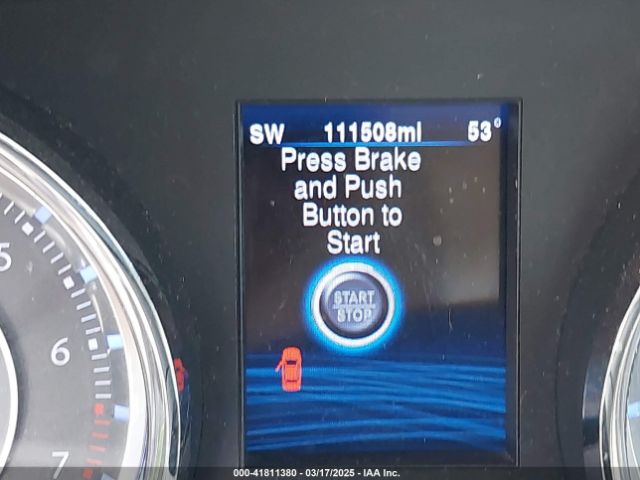 SW 111508mi 53°
Press Brake
and Push
Button to
Start
START
STOP
5
6
7
000-41811380 - 03/17/2025 - IAA Inc.